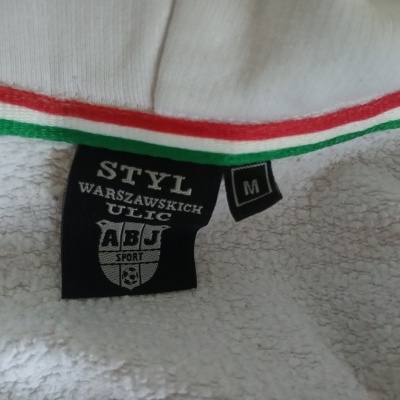 STYL
WARSZAWSKICH
ULIC
ABJ
SPORT
M